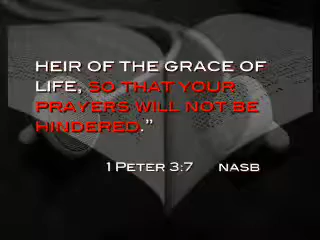 HEIR OF THE GRACE OF
LIFE, SO THAT YOUR
PRAYERS WILL NOT BE
HINDERED.”
1 PETER 3:7 NASB